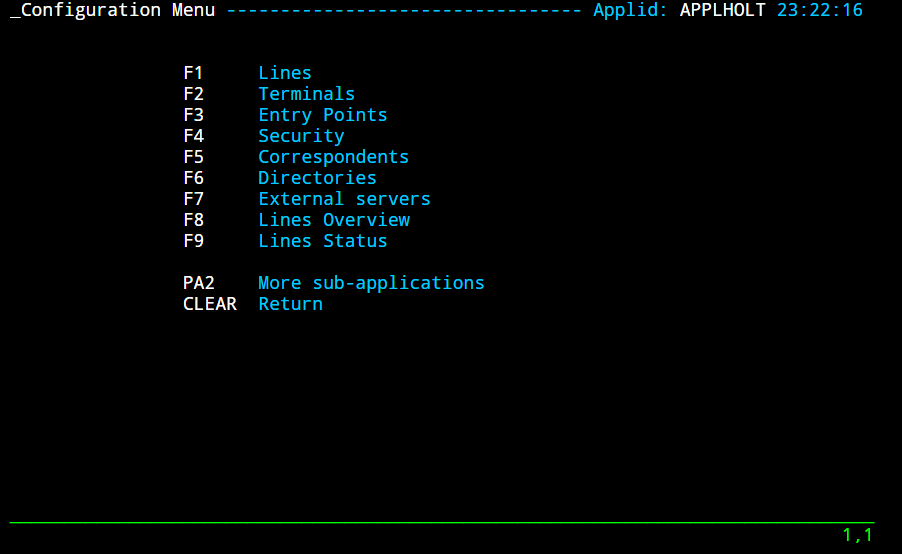 _Configuration Menu --------------------------------- Applid: APPLHOLT 23:22:16
F1 Lines
F2 Terminals
F3 Entry Points
F4 Security
F5 Correspondents
F6 Directories
F7 External servers
F8 Lines Overview
F9 Lines Status
PA2 More sub-applications
CLEAR Return
1,1